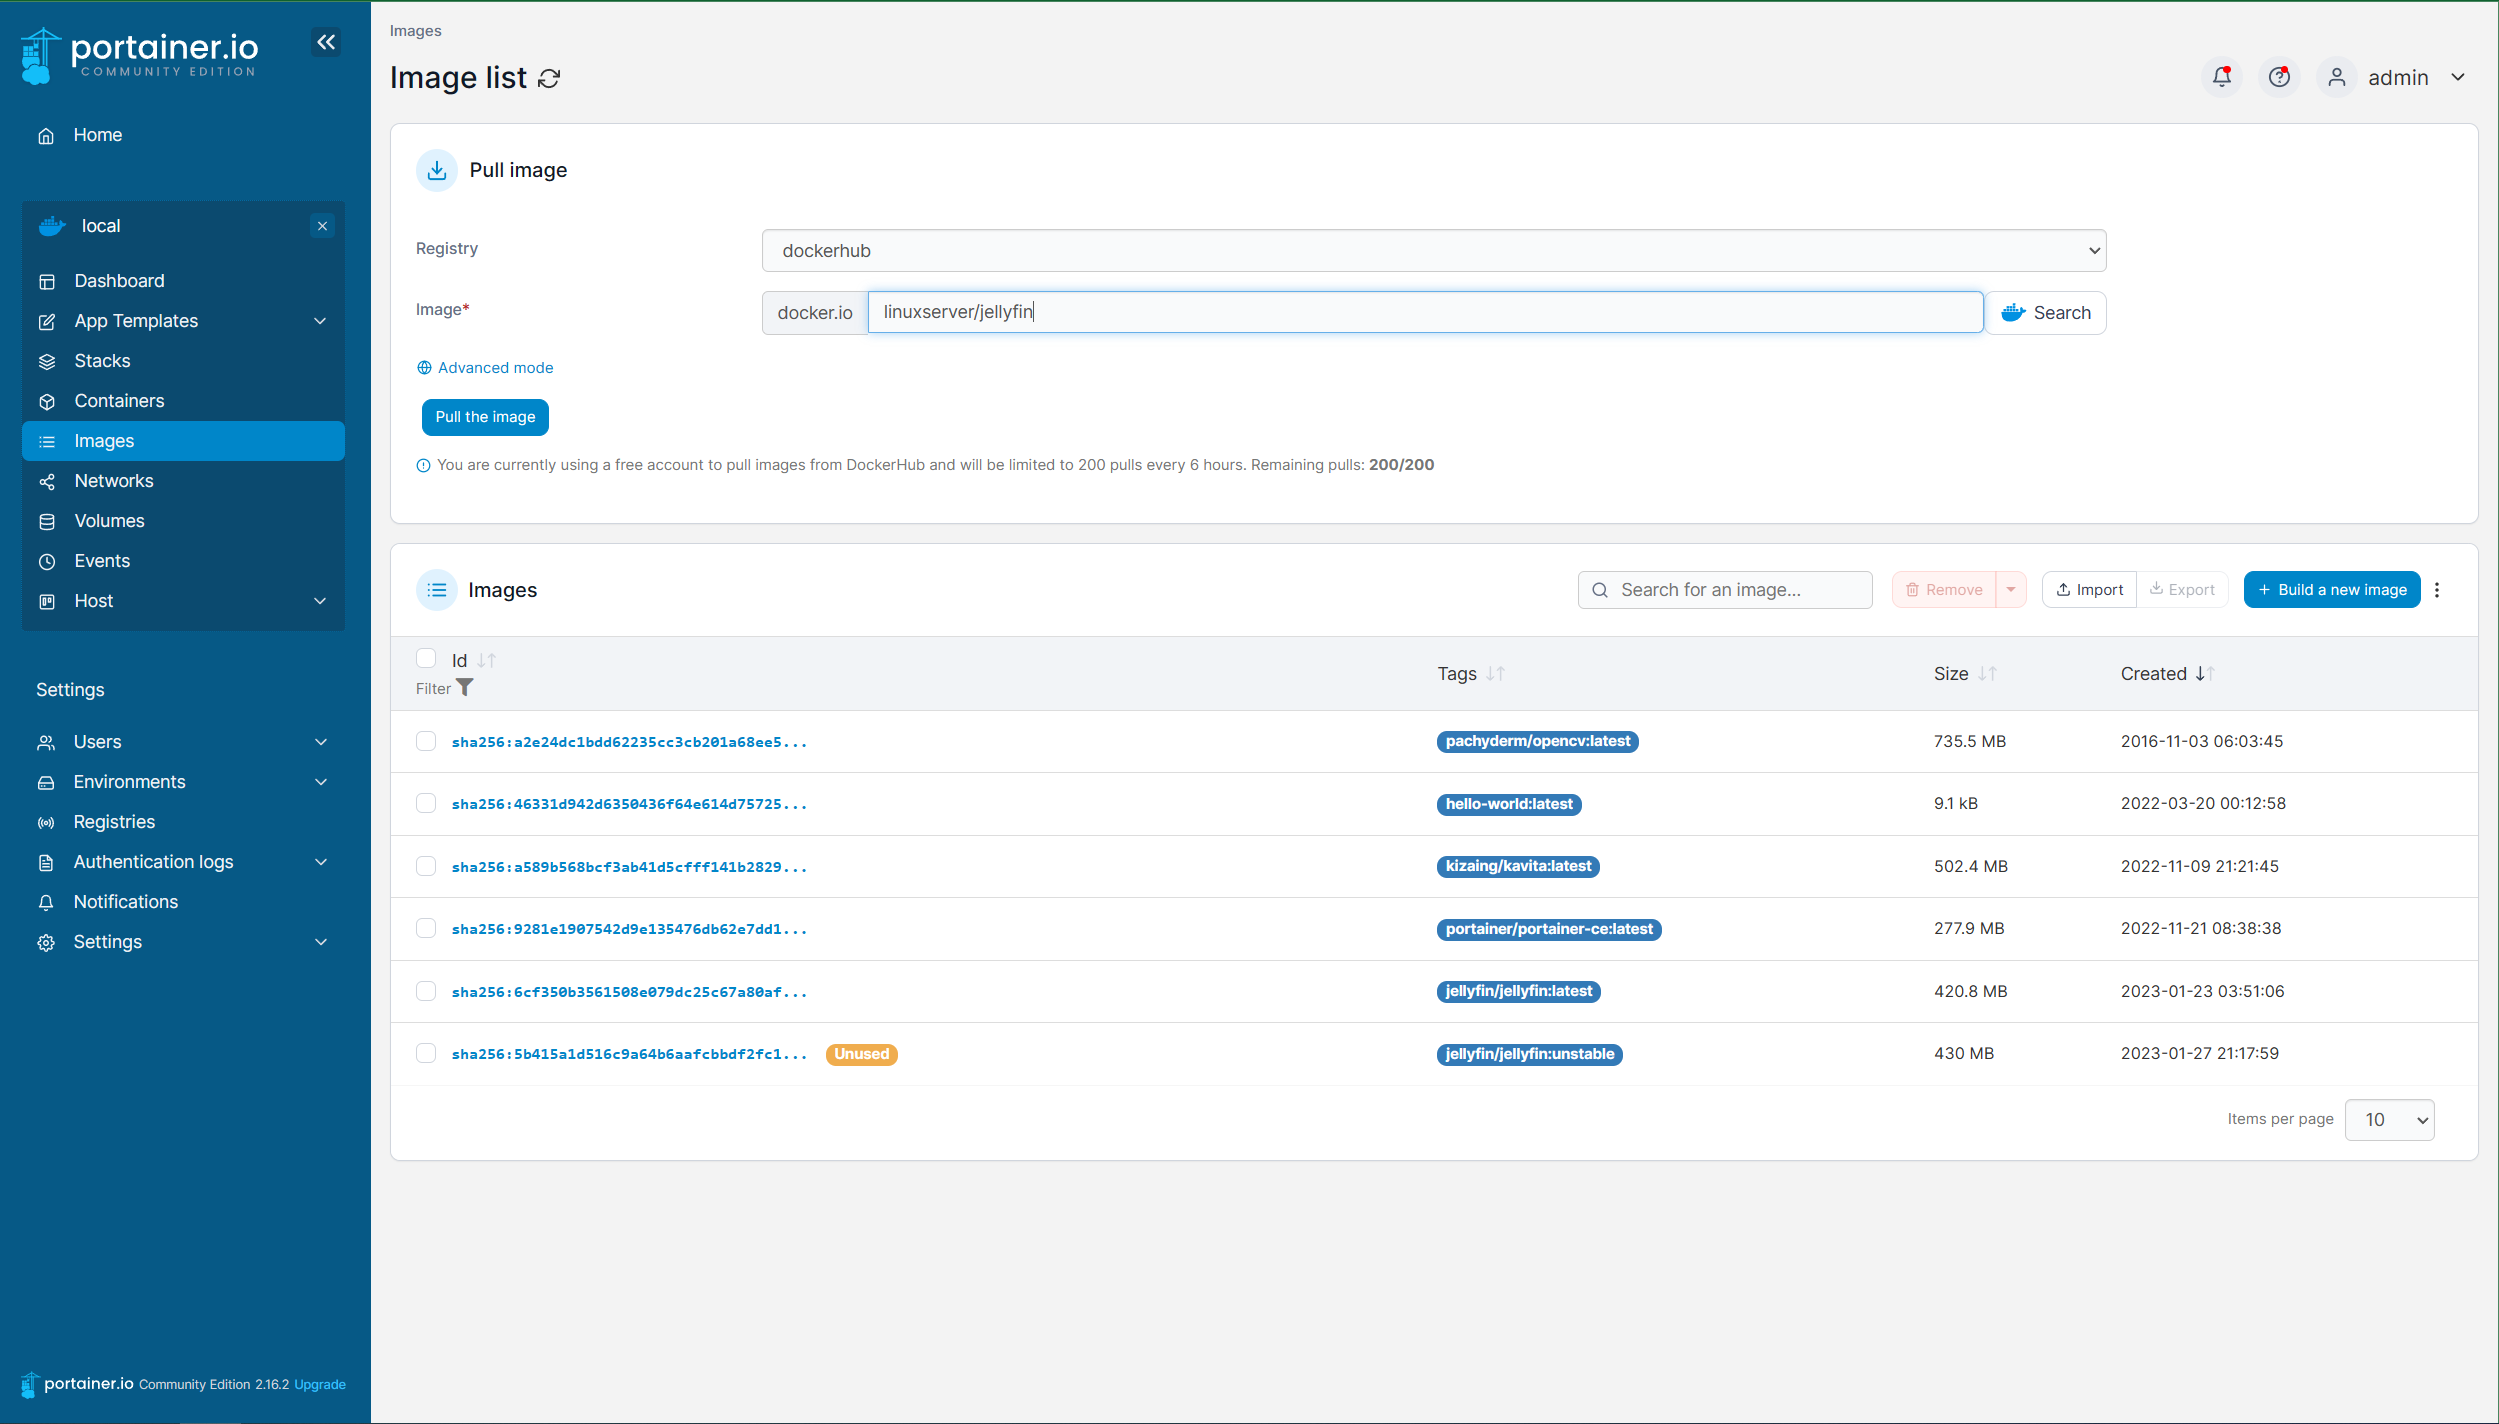 portainer.io
COMMUNITY EDITION
Home
local
Dashboard
App Templates
Stacks
Containers
Images
Networks
Volumes
Events
Host
Settings
Users
Environments
Registries
Authentication logs
Notifications
Settings
portainer.io Community Edition 2.16.2 Upgrade
Images
Image list
admin
Pull image
Registry
dockerhub
Image*
docker.io linuxserver/jellyfin Search
Advanced mode
Pull the image
You are currently using a free account to pull images from DockerHub and will be limited to 200 pulls every 6 hours. Remaining pulls: 200/200
Images
Search for an image... Remove Import Export + Build a new image
Id Tags Size Created
Filter
sha256:a2e24dc1bdd62235cc3cb201a68ee5... pachyderm/opencv:latest 735.5 MB 2016-11-03 06:03:45
sha256:46331d942d6350436f64e614d75725... hello-world:latest 9.1 kB 2022-03-20 00:12:58
sha256:a589b568bcf3ab41d5cfff141b2829... kizaing/kavita:latest 502.4 MB 2022-11-09 21:21:45
sha256:9281e1907542d9e135476db62e7dd1... portainer/portainer-ce:latest 277.9 MB 2022-11-21 08:38:38
sha256:6cf350b3561508e079dc25c67a80af... jellyfin/jellyfin:latest 420.8 MB 2023-01-23 03:51:06
sha256:5b415a1d516c9a64b6aafcbbdf2fc1... Unused jellyfin/jellyfin:unstable 430 MB 2023-01-27 21:17:59
Items per page 10